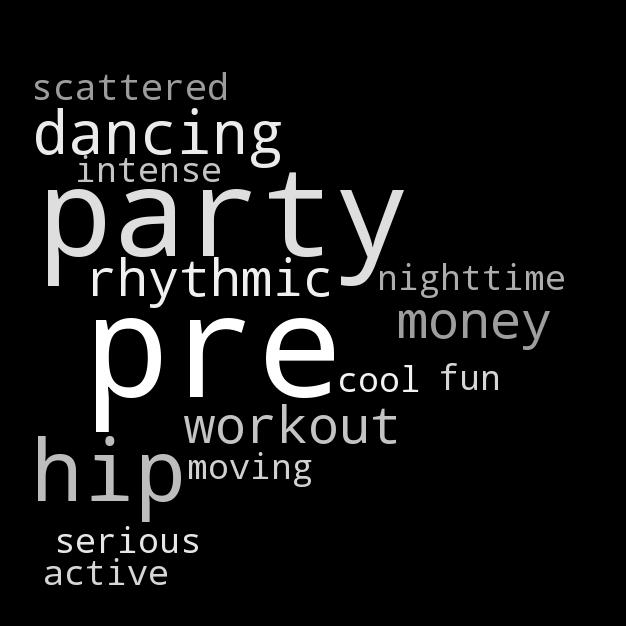 scattered
dancing
intense
party
rhythmic nighttime
money
pre
cool fun
workout
hip moving
serious
active